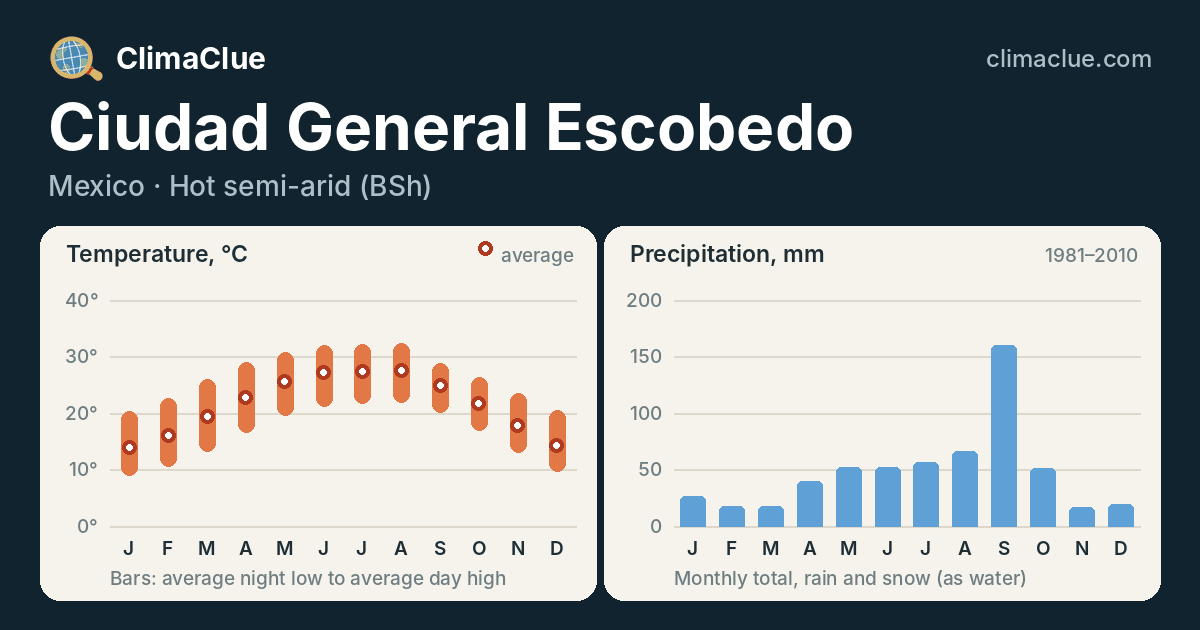 ClimaClue
climaclue.com
Ciudad General Escobedo
Mexico · Hot semi-arid (BSh)
Temperature, °C
average
40°
30°
20°
10°
0°
J F M A M J J A S O N D
Bars: average night low to average day high
Precipitation, mm
1981–2010
200
150
100
50
0
J F M A M J J A S O N D
Monthly total, rain and snow (as water)